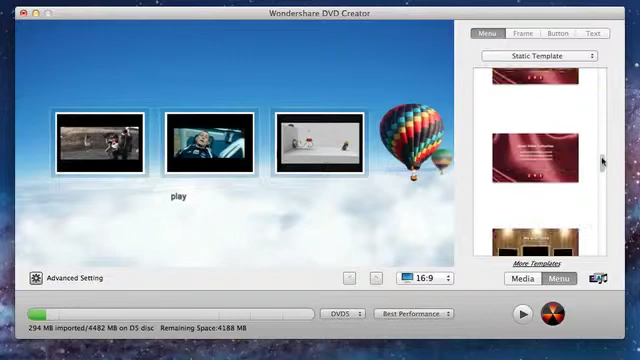 Wondershare DVD Creator
Menu Frame Button Text
Static Template
play
More Templates
Advanced Setting
16:9
Media Menu
DVD5 Best Performance
294 MB imported/4482 MB on D5 disc Remaining Space:4188 MB